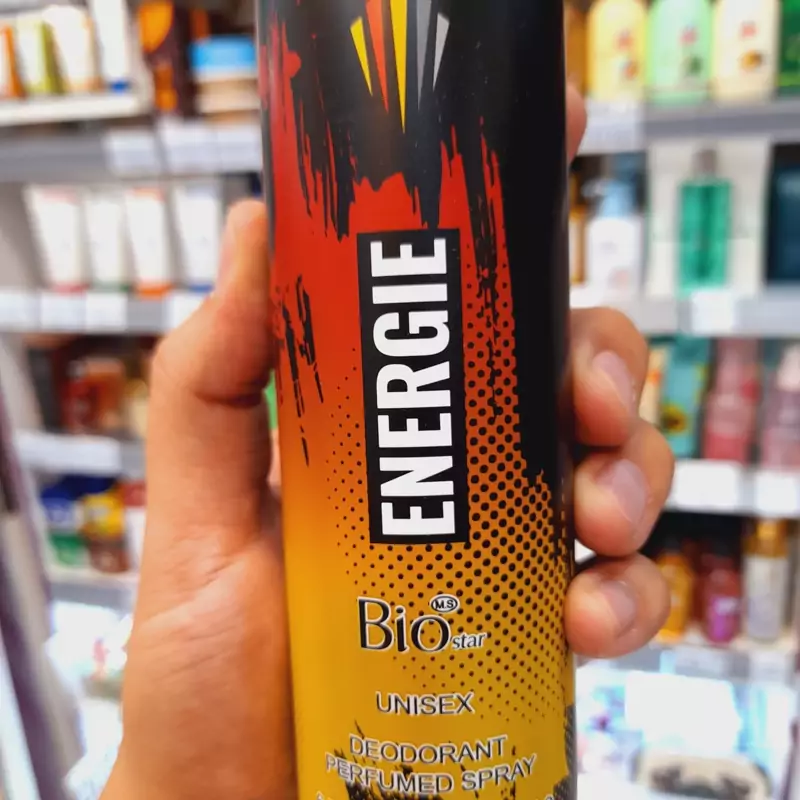 ENERGIE
Bio M.S
star
UNISEX
DEODORANT
PERFUMED SPRAY